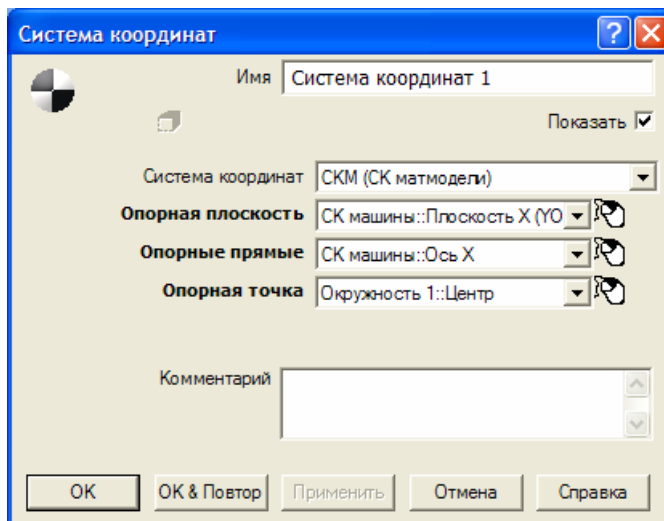 Система координат
Имя Система координат 1
Показать
Система координат СКМ (СК матмодели)
Опорная плоскость СК машины::Плоскость X (YO
Опорные прямые СК машины::Ось X
Опорная точка Окружность 1::Центр
Комментарий
OK OK & Повтор Применить Отмена Справка